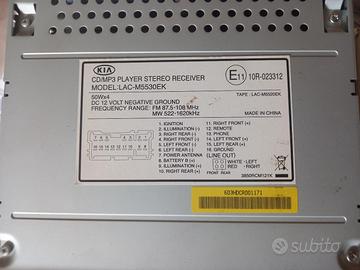 KIA
CD/MP3 PLAYER STEREO RECEIVER
MODEL:LAC-M5530EK
50Wx4
DC 12 VOLT NEGATIVE GROUND
FREQUENCY RANGE: FM 87.5-108 MHz
MW 522-1620kHz
E11 10R-023312
TAPE : LAC-M5530EK
MADE IN CHINA
1. IGNITION
2. ILLUMINATION (+)
3. FRONT RIGHT (-)
4. FRONT LEFT (-)
5. REAR RIGHT (-)
6. REAR LEFT (-)
7. POWER ANTENNA
8. BATTERY B (+)
9. ILLUMINATION (-)
10. REAR RIGHT (+)
11. RIGHT FRONT (+)
12. REMOTE
13. PHONE
14. LEFT FRONT (+)
15. LEFT REAR (+)
16. GROUND (-)
(LINE OUT)
WHITE - LEFT
RED - RIGHT
3850RCM121K
603HDCR001171
subito